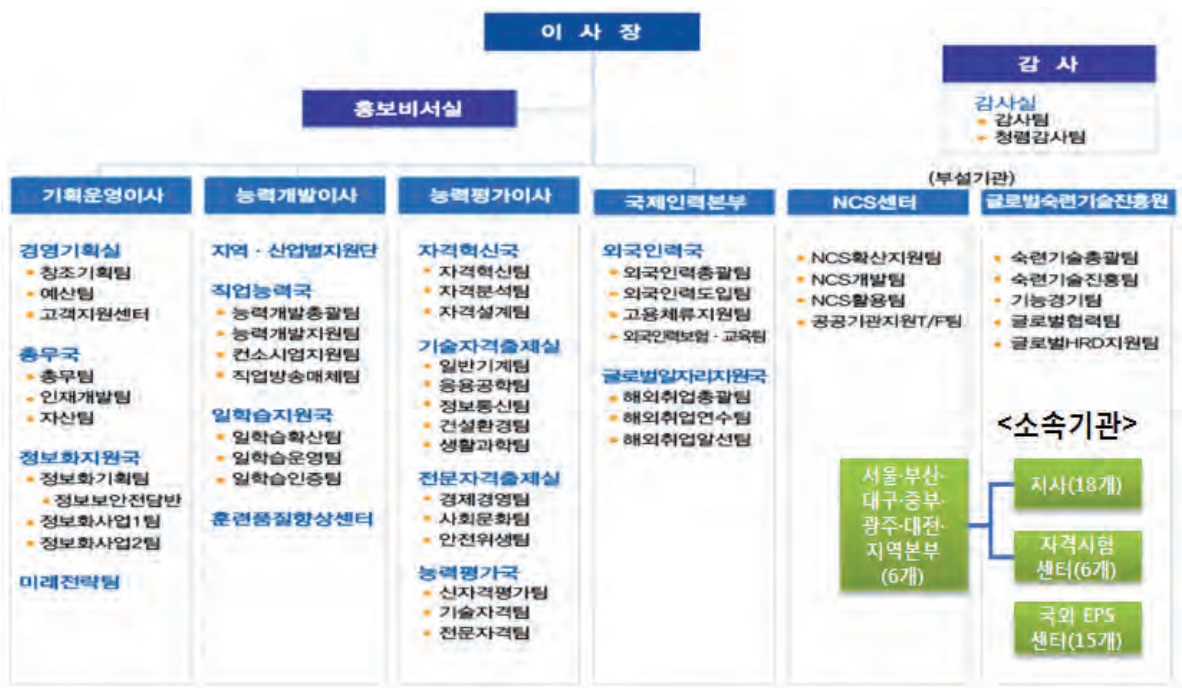 이 사 장
감 사
홍보비서실
감사실
감사팀
청렴감사팀
(부설기관)
기획운영이사
경영기획실
창조기획팀
예산팀
고객지원센터
총무국
총무팀
인재개발팀
자산팀
정보화지원국
정보화기획팀
정보보안전담반
정보화사업1팀
정보화사업2팀
미래전략팀
능력개발이사
지역 · 산업별지원단
직업능력국
능력개발총괄팀
능력개발지원팀
컨소시엄지원팀
직업방송매체팀
일학습지원국
일학습확산팀
일학습운영팀
일학습인증팀
훈련품질향상센터
능력평가이사
자격혁신국
자격혁신팀
자격분석팀
자격설계팀
기술자격출제실
일반기계팀
응용공학팀
정보통신팀
건설환경팀
생활과학팀
전문자격출제실
경제경영팀
사회문화팀
안전위생팀
능력평가국
신자격평가팀
기술자격팀
전문자격팀
국제인력본부
외국인력국
외국인력총괄팀
외국인력도입팀
고용체류지원팀
외국인력보험 · 교육팀
글로벌일자리지원국
해외취업총괄팀
해외취업연수팀
해외취업알선팀
NCS센터
NCS확산지원팀
NCS개발팀
NCS활용팀
공공기관지원T/F팀
글로벌숙련기술진흥원
숙련기술총괄팀
숙련기술진흥팀
기능경기팀
글로벌협력팀
글로벌HRD지원팀
<소속기관>
서울·부산·
대구·중부·
광주·대전·
지역본부
(6개)
지사(18개)
자격시험
센터(6개)
국외 EPS
센터(15개)